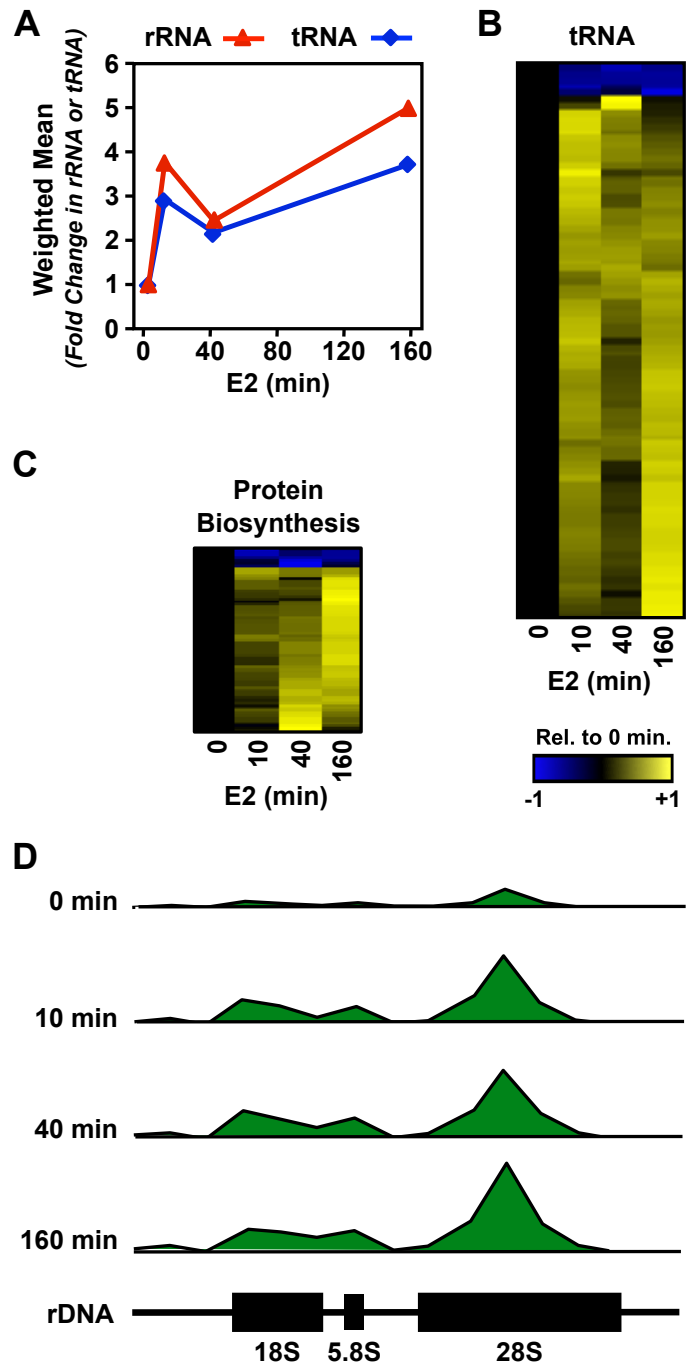 A
rRNA tRNA
Weighted Mean
(Fold Change in rRNA or tRNA)
6
5
4
3
2
1
0
0 40 80 120 160
E2 (min)
B
tRNA
0 10 40 160
E2 (min)
Rel. to 0 min.
-1 +1
C
Protein
Biosynthesis
0 10 40 160
E2 (min)
D
0 min
10 min
40 min
160 min
rDNA
18S 5.8S 28S